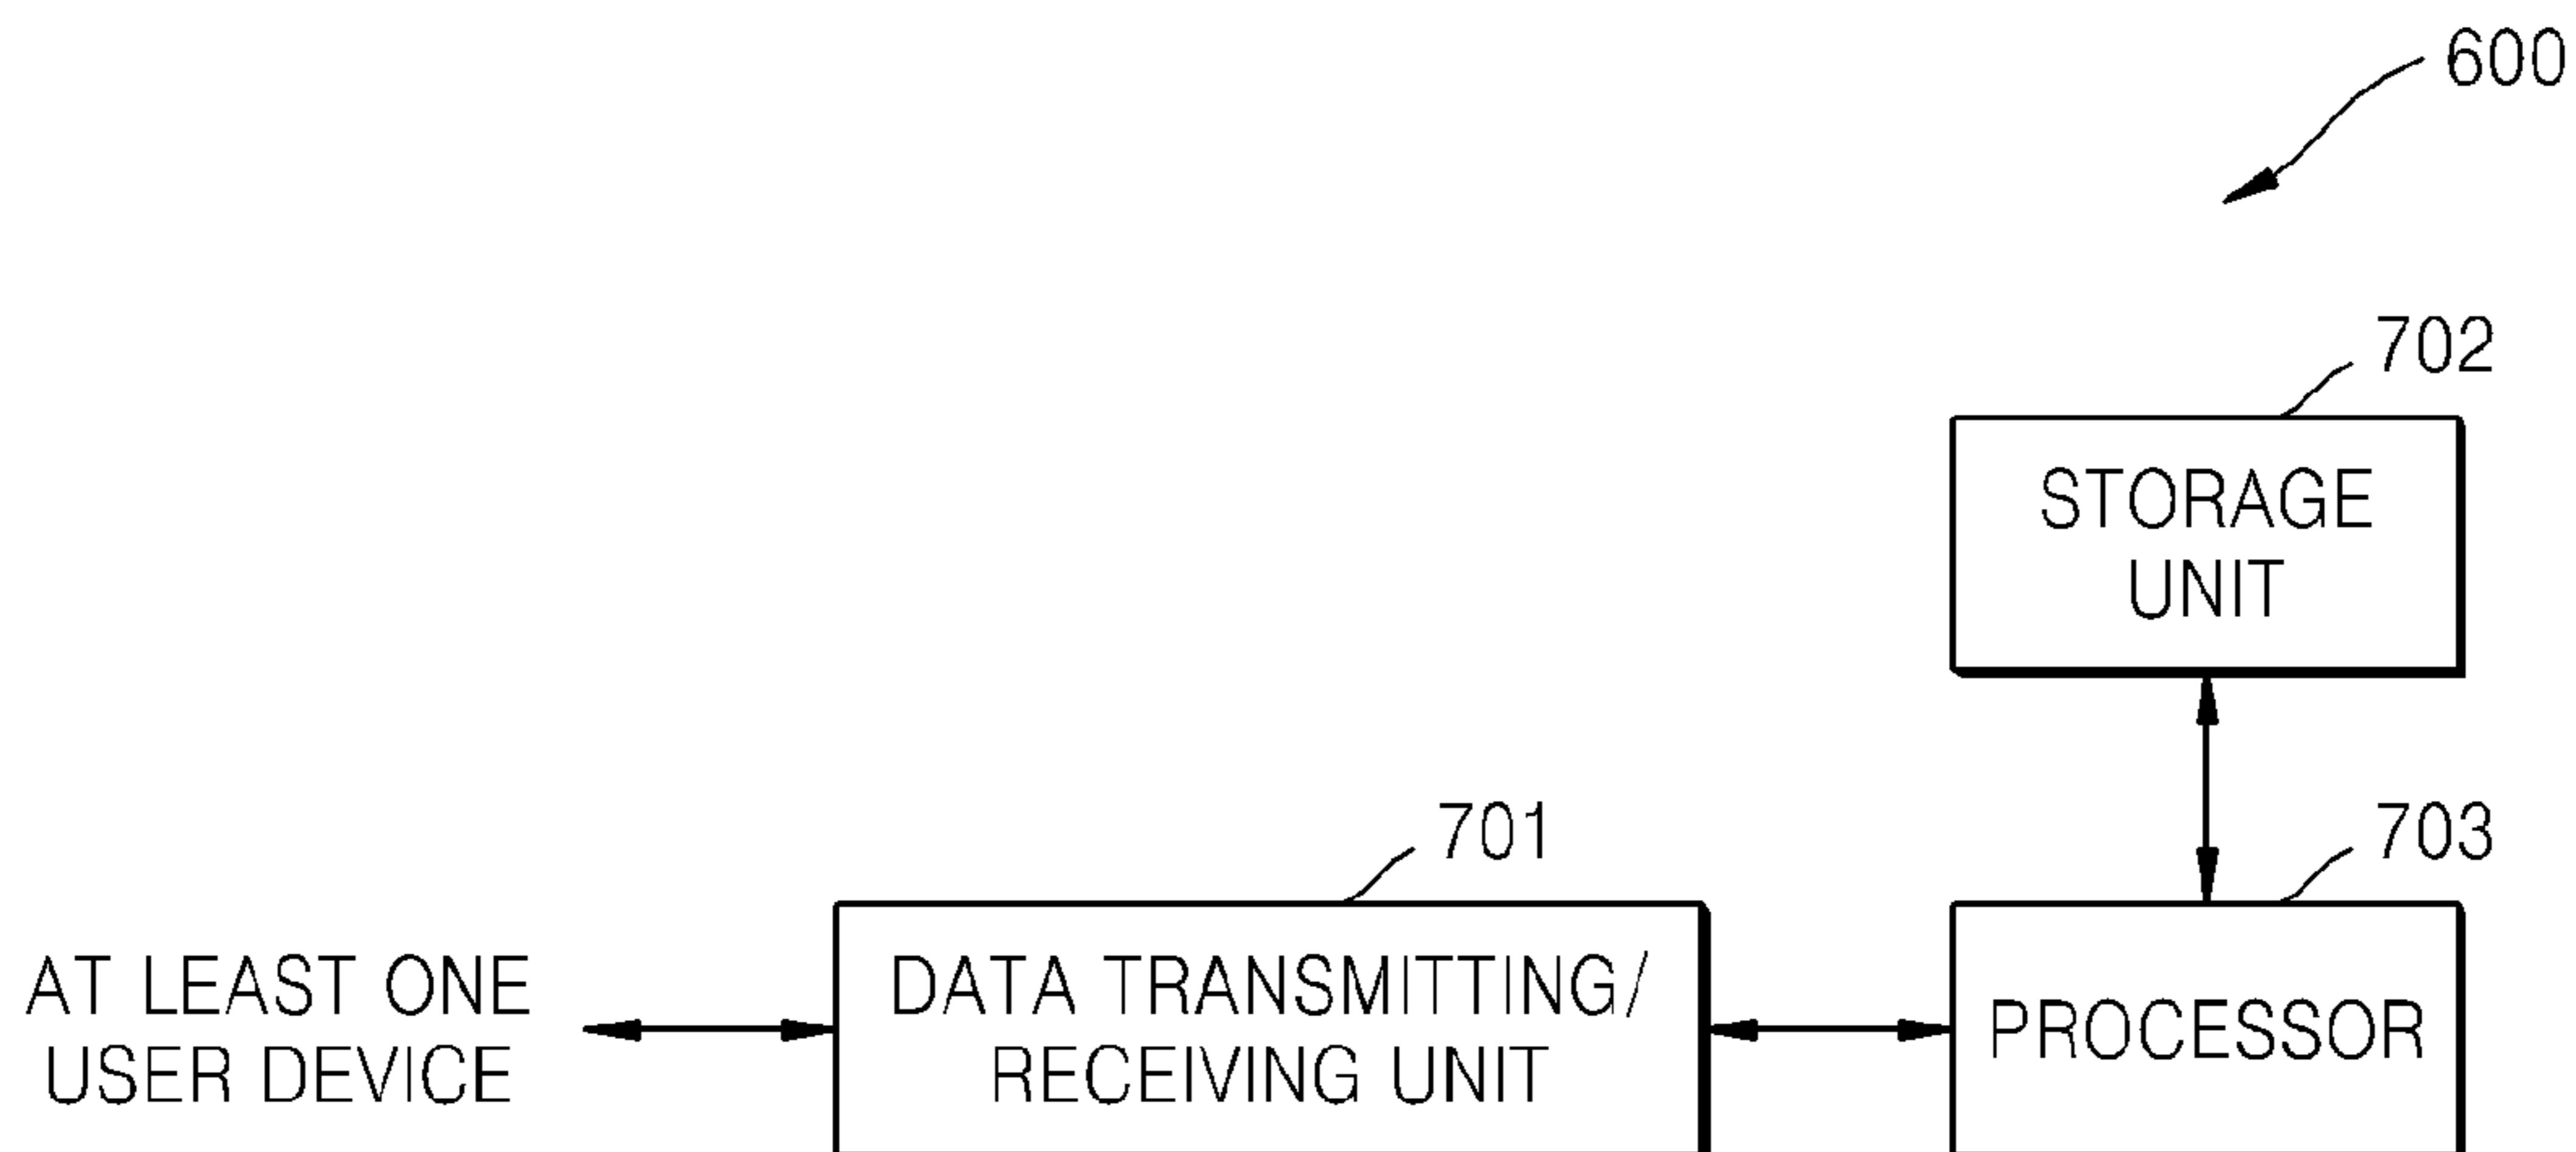 600
702
STORAGE
UNIT
701
703
AT LEAST ONE
USER DEVICE
DATA TRANSMITTING/
RECEIVING UNIT
PROCESSOR